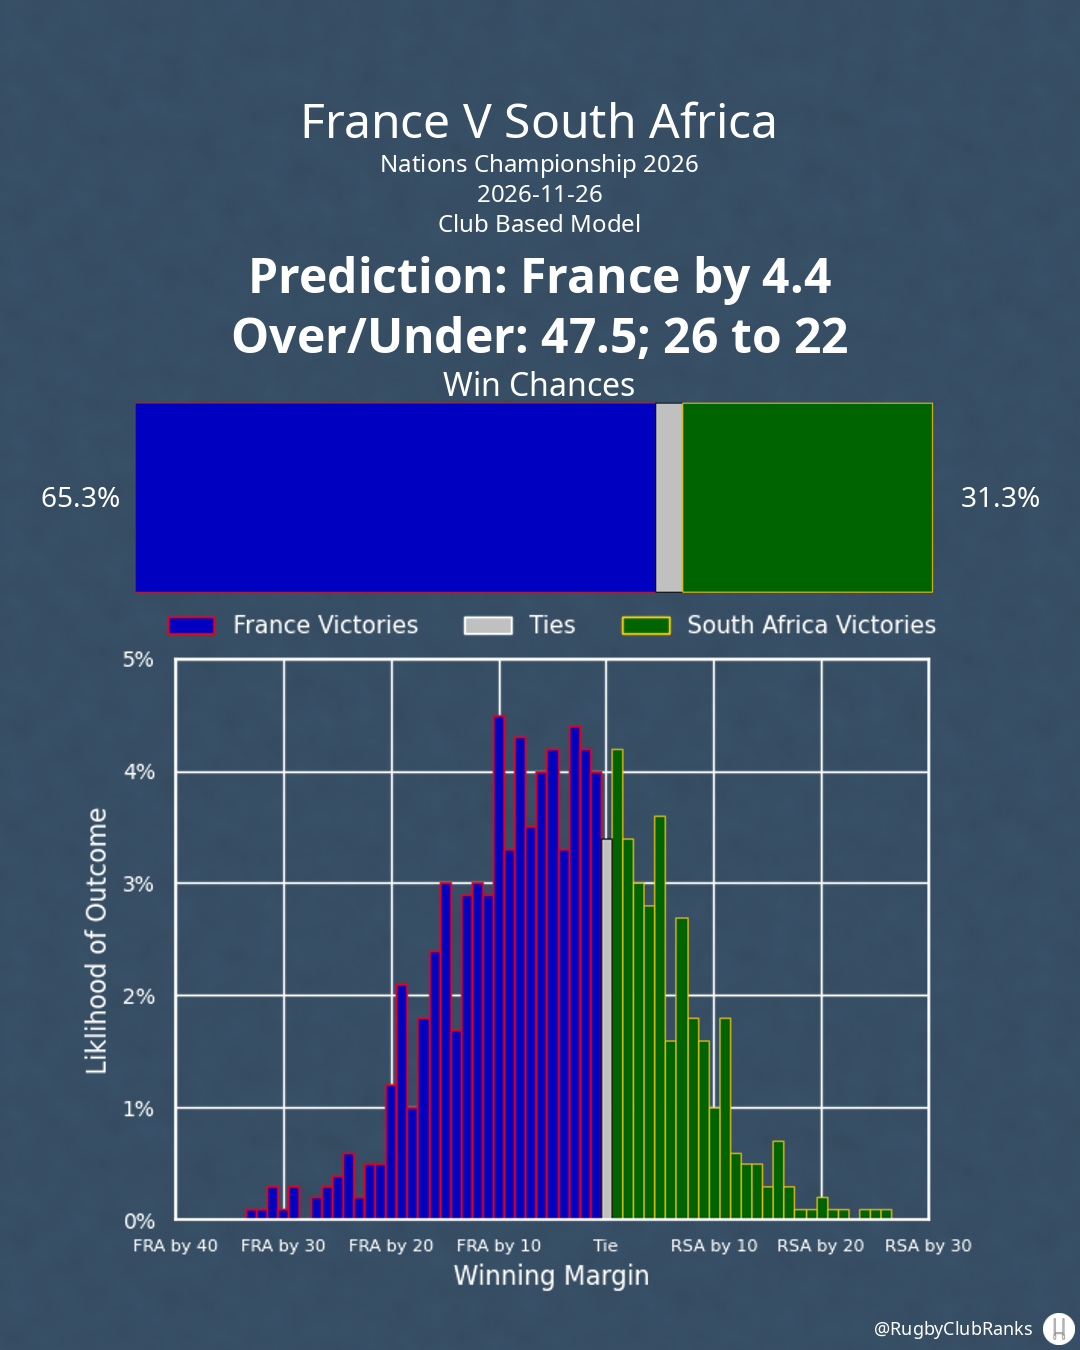 France V South Africa
Nations Championship 2026
2026-11-26
Club Based Model
Prediction: France by 4.4
Over/Under: 47.5; 26 to 22
Win Chances
65.3%
31.3%
France Victories
Ties
South Africa Victories
5%
4%
3%
2%
1%
0%
Liklihood of Outcome
FRA by 40
FRA by 30
FRA by 20
FRA by 10
Tie
RSA by 10
RSA by 20
RSA by 30
Winning Margin
@RugbyClubRanks